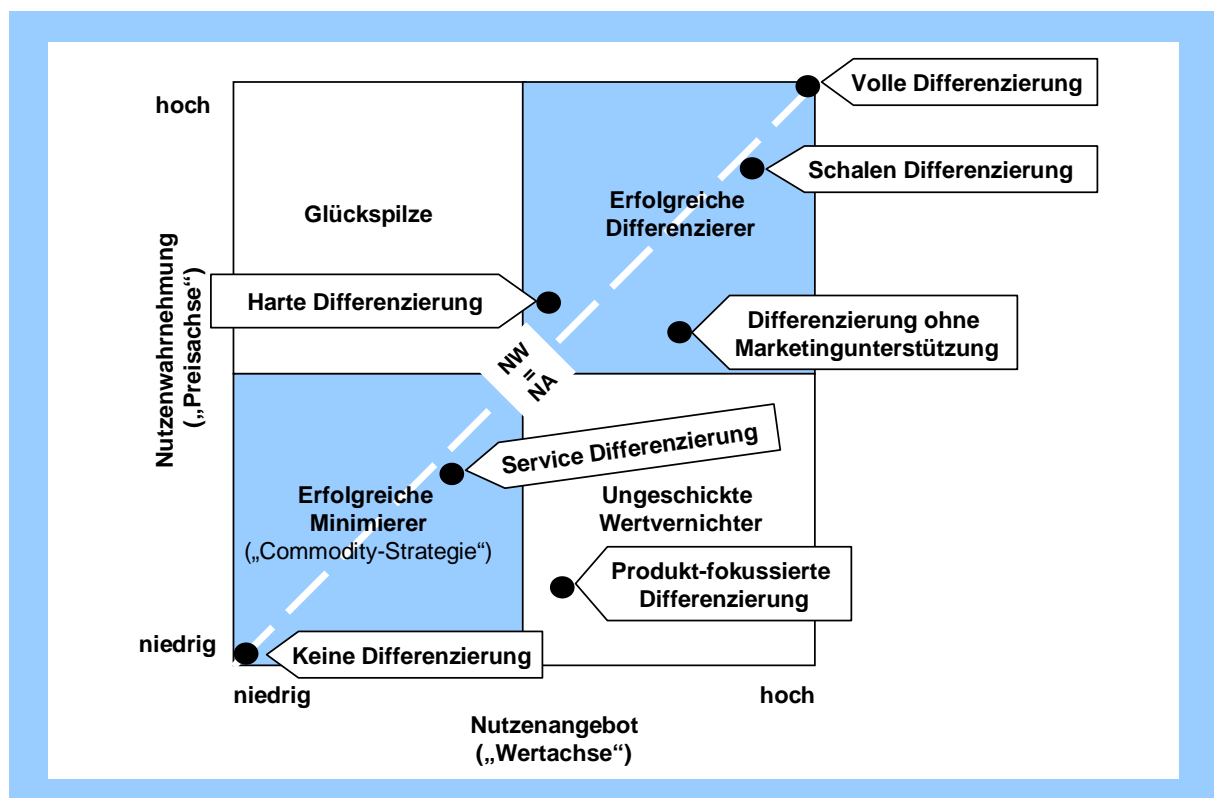 hoch
Volle Differenzierung
Schalen Differenzierung
Erfolgreiche
Differenzierer
Glückspilze
Nutzenwahrnehmung
(„Preisachse“)
Harte Differenzierung
Differenzierung ohne
Marketingunterstützung
NW
=
NA
Service Differenzierung
Erfolgreiche
Minimierer
(„Commodity-Strategie“)
Ungeschickte
Wertvernichter
Produkt-fokussierte
Differenzierung
niedrig
Keine Differenzierung
niedrig
hoch
Nutzenangebot
(„Wertachse“)